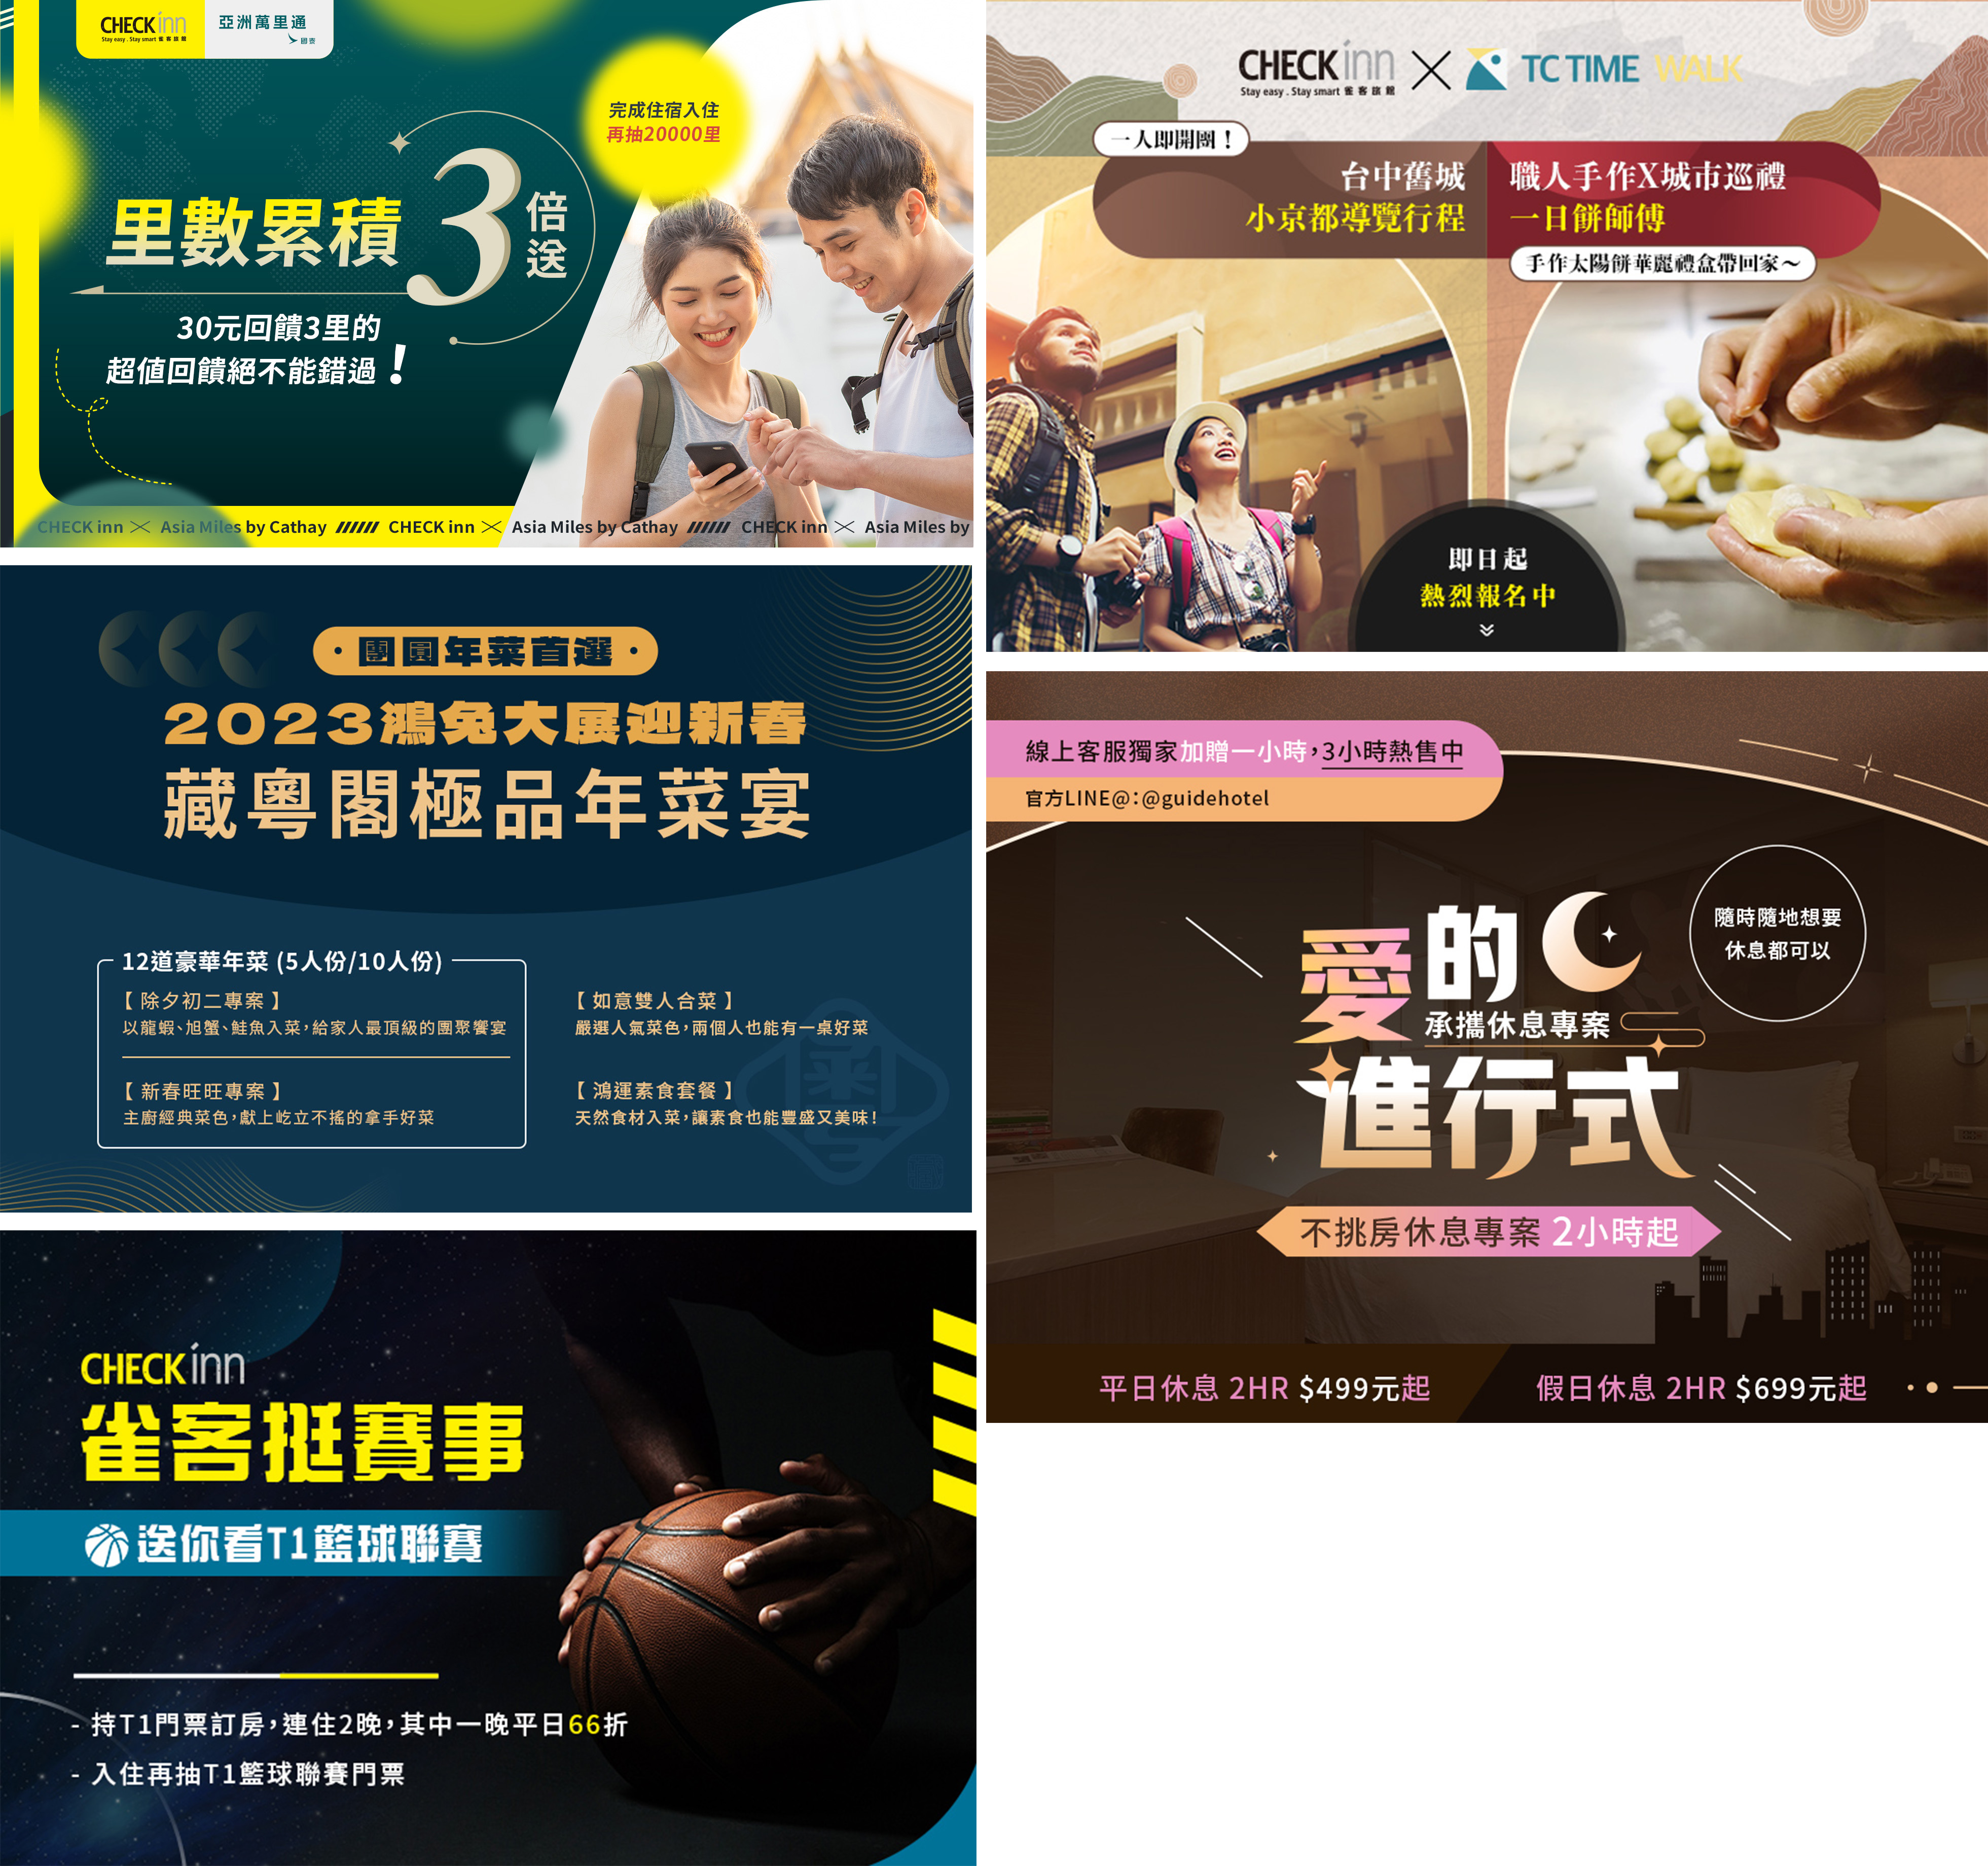 CHECK inn
Stay easy . Stay smart 雀客旅館
亞洲萬里通
國泰
完成住宿入住
再抽20000里
里數累積3倍送
30元回饋3里的
超值回饋絕不能錯過！
CHECK inn × Asia Miles by Cathay ////// CHECK inn × Asia Miles by Cathay ////// CHECK inn × Asia Miles by
CHECK inn × TC TIME WALK
Stay easy . Stay smart 雀客旅館
一人即開團！
台中舊城
小京都導覽行程
職人手作X城市巡禮
一日餅師傅
手作太陽餅華麗禮盒帶回家～
即日起
熱烈報名中
·團圓年菜首選·
2023鴻兔大展迎新春
藏粵閣極品年菜宴
12道豪華年菜 (5人份/10人份)
【 除夕初二專案 】
以龍蝦、旭蟹、鮭魚入菜，給家人最頂級的團聚饗宴
【 新春旺旺專案 】
主廚經典菜色，獻上屹立不搖的拿手好菜
【 如意雙人合菜 】
嚴選人氣菜色，兩個人也能有一桌好菜
【 鴻運素食套餐 】
天然食材入菜，讓素食也能豐盛又美味！
線上客服獨家加贈一小時，3小時熱售中
官方LINE@：@guidehotel
隨時隨地想要
休息都可以
愛的
承攜休息專案
進行式
不挑房休息專案 2小時起
平日休息 2HR $499元起
假日休息 2HR $699元起
CHECK inn
雀客挺賽事
送你看T1籃球聯賽
- 持T1門票訂房，連住2晚，其中一晚平日66折
- 入住再抽T1籃球聯賽門票